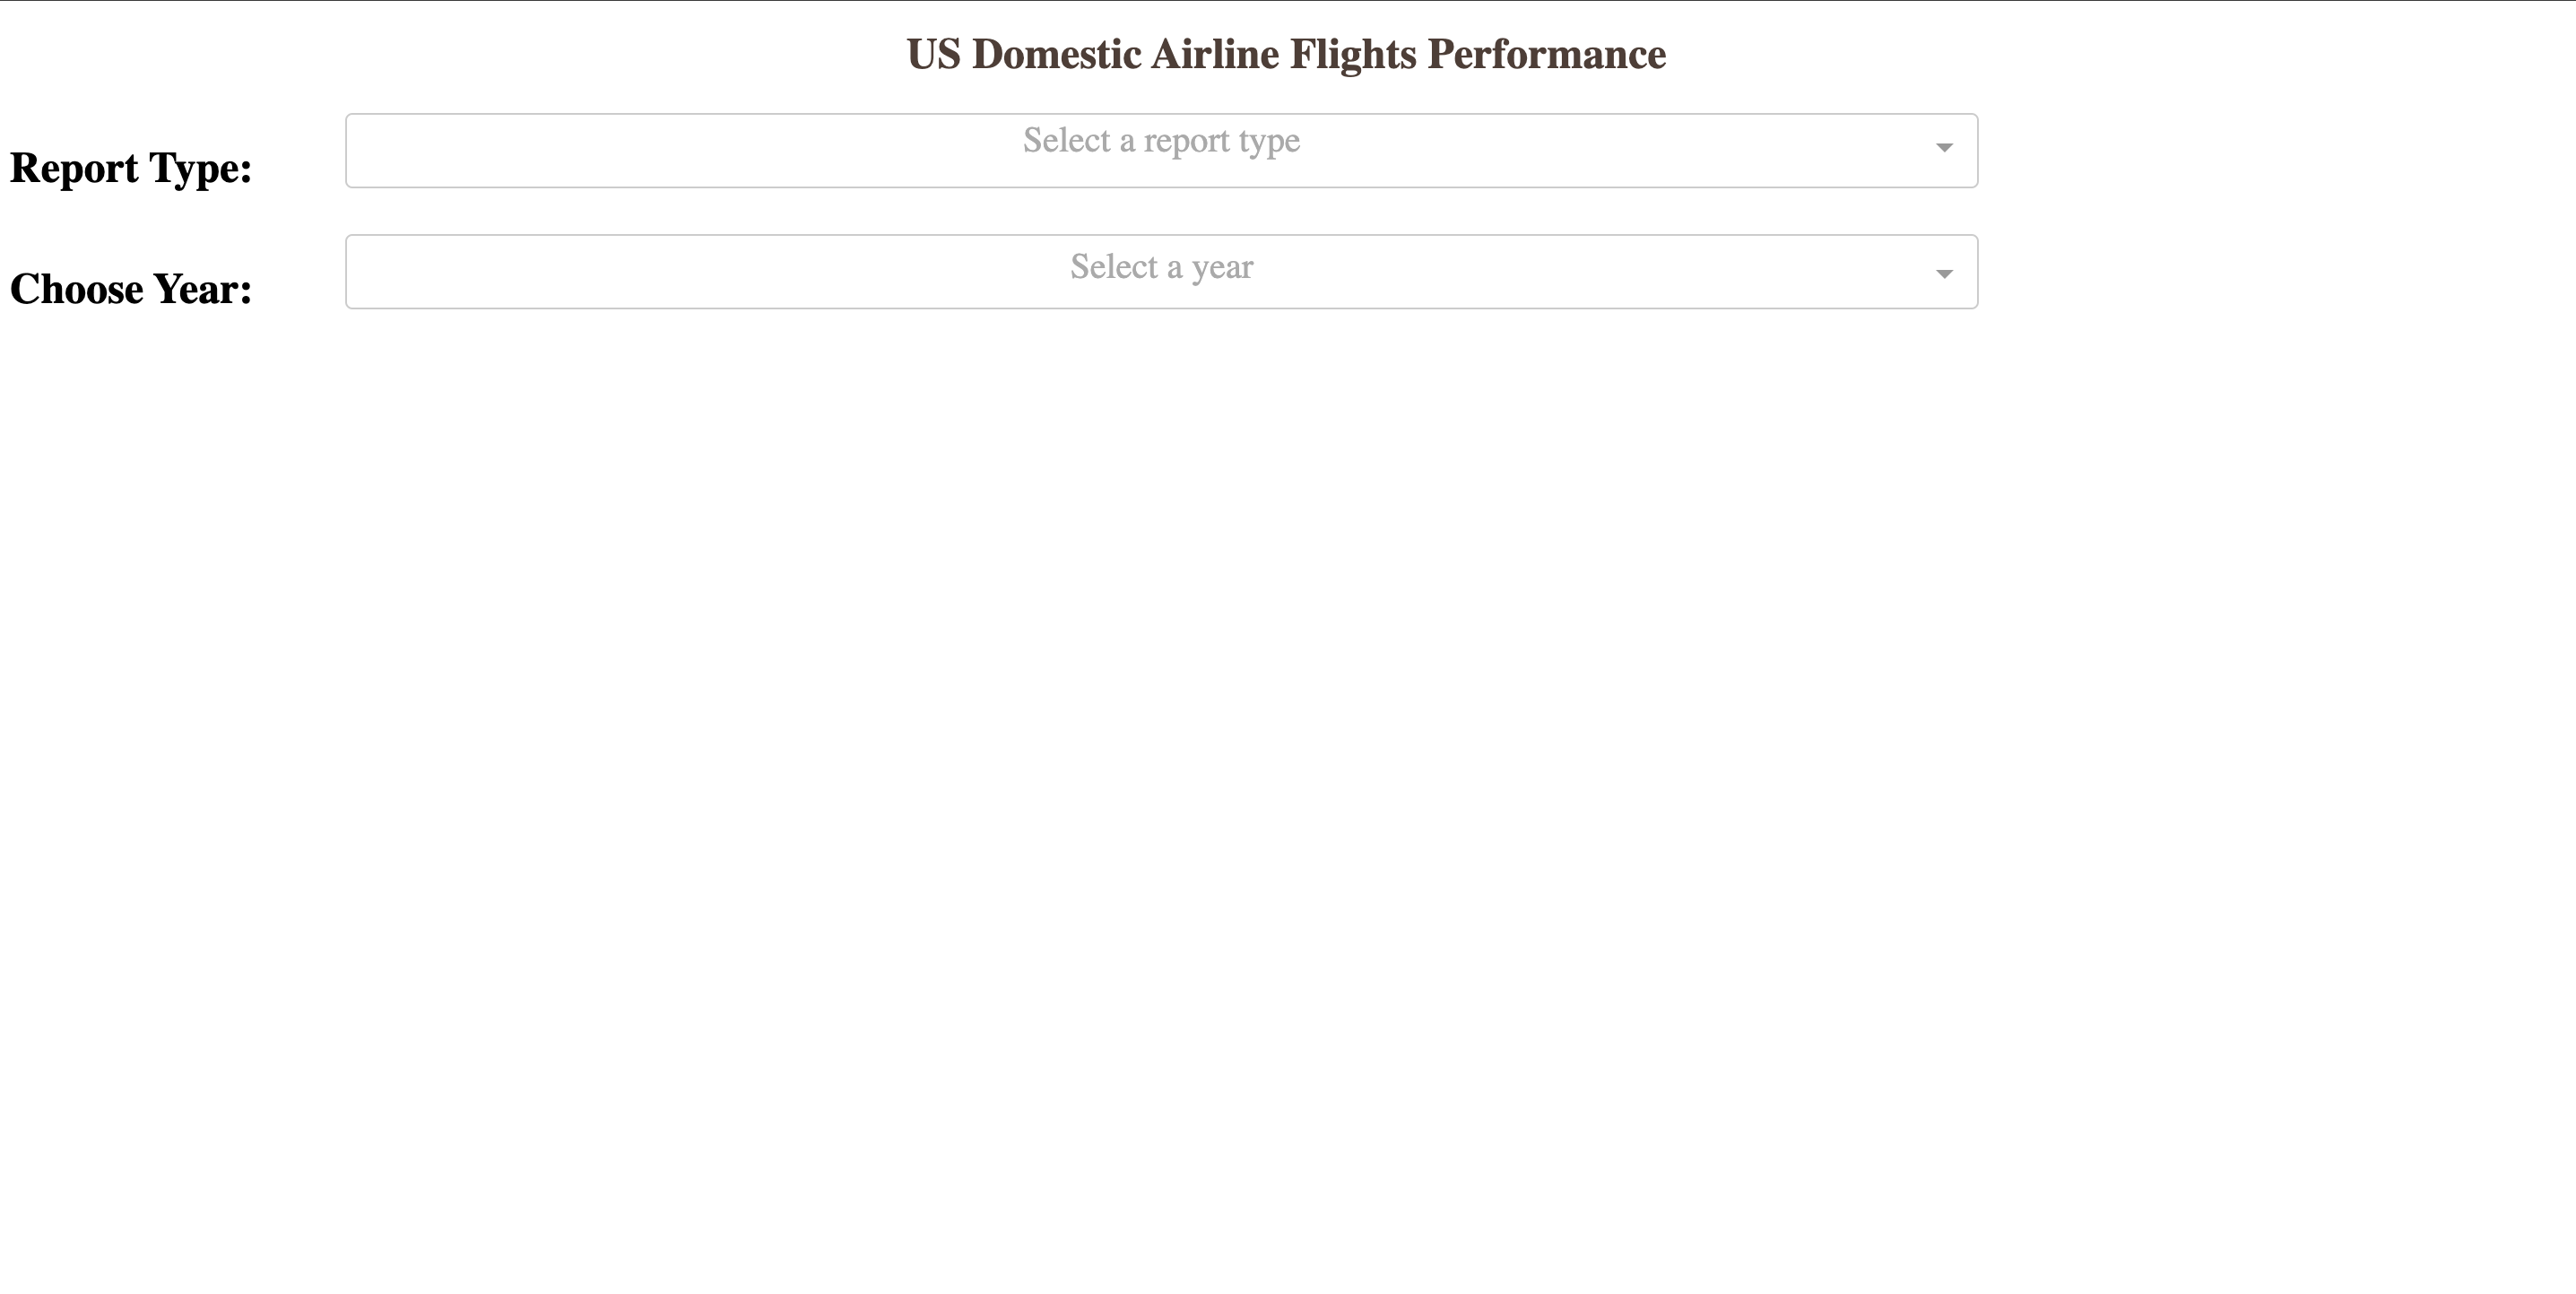 US Domestic Airline Flights Performance
Report Type:
Select a report type
Choose Year:
Select a year